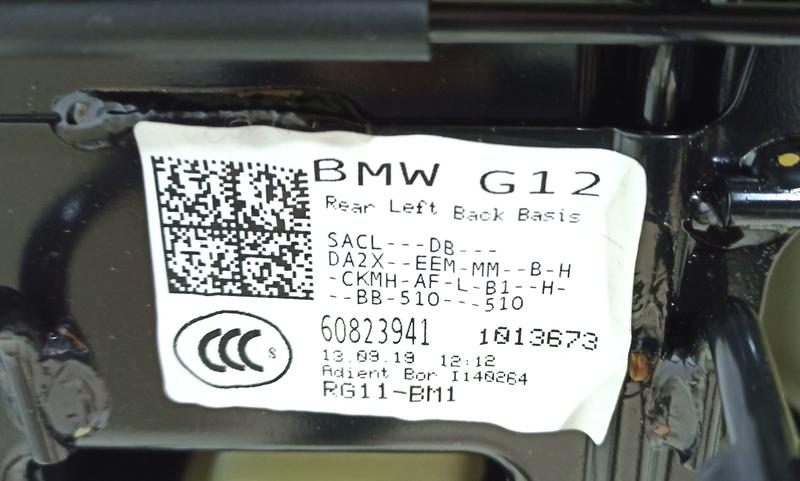 BMW G12
Rear Left Back Basis
SACL---DB---
DA2X--EEM-MM--B-H
-CKMH-AF-L-B1--H-
--BB-510---510
60823941 1013673
CCC S
13.09.19 12:12
Adient Bor I140264
RG11-BM1